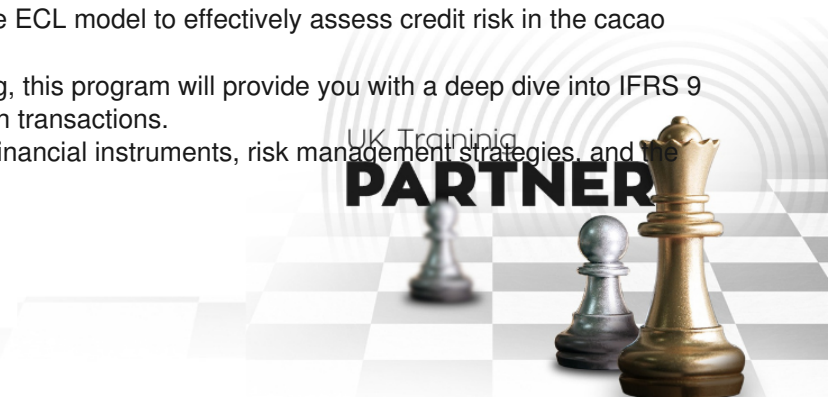 e ECL model to effectively assess credit risk in the cacao
g, this program will provide you with a deep dive into IFRS 9
n transactions.
UK Traininig
inancial instruments, risk management strategies, and the
PARTNER